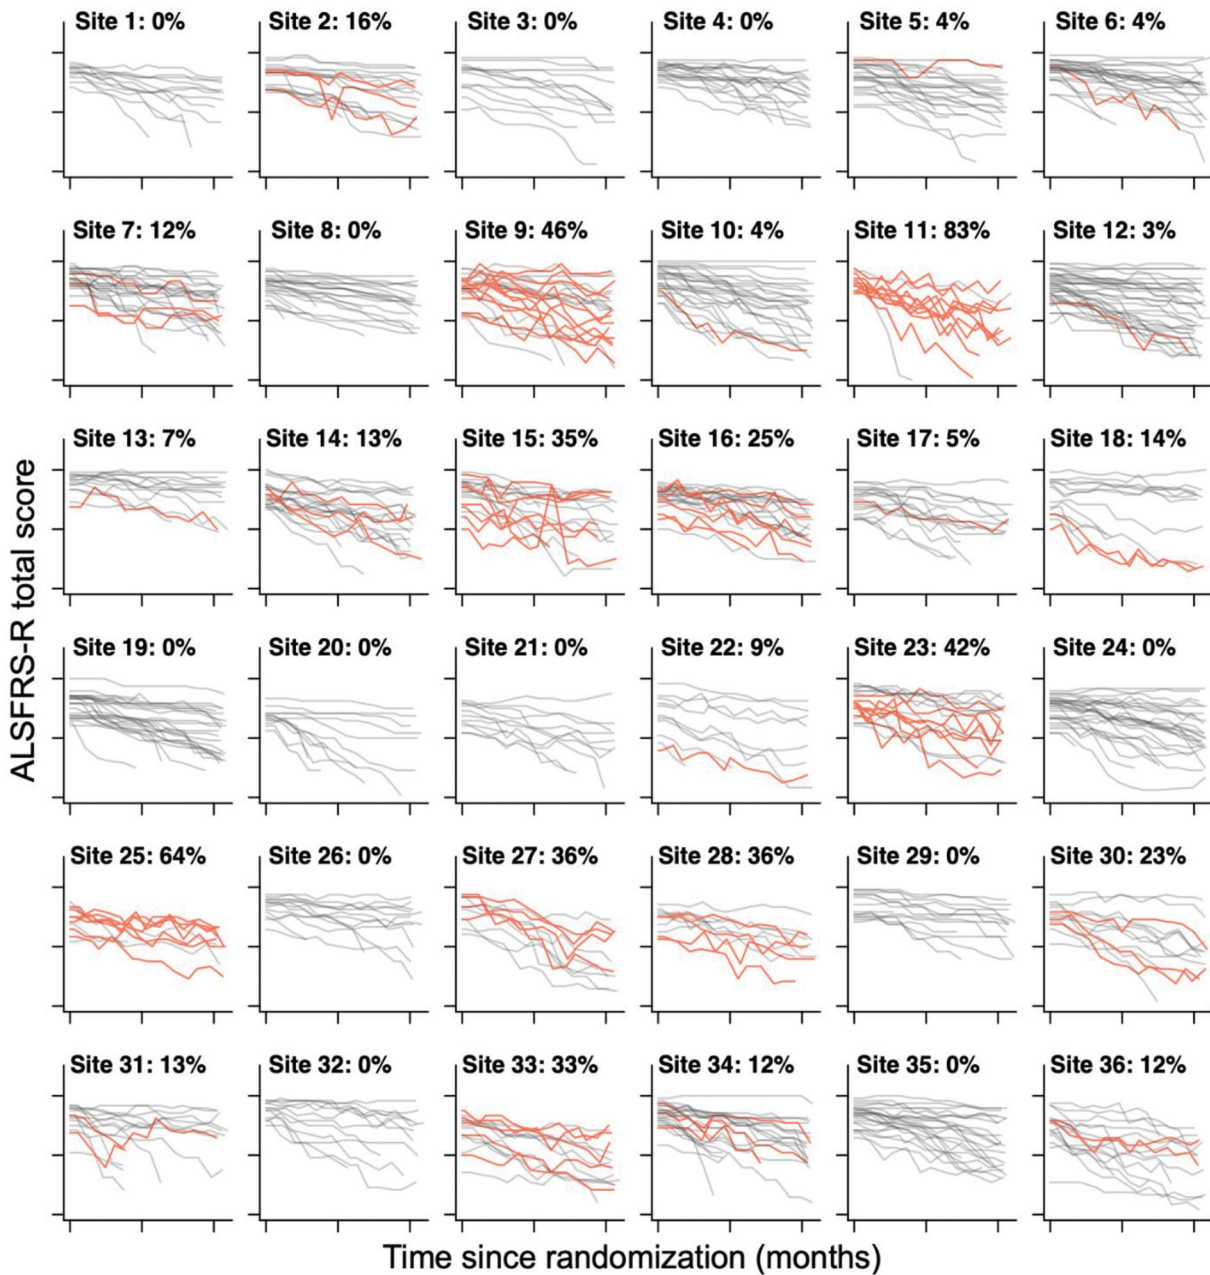 Site 1: 0%
Site 2: 16%
Site 3: 0%
Site 4: 0%
Site 5: 4%
Site 6: 4%
Site 7: 12%
Site 8: 0%
Site 9: 46%
Site 10: 4%
Site 11: 83%
Site 12: 3%
Site 13: 7%
Site 14: 13%
Site 15: 35%
Site 16: 25%
Site 17: 5%
Site 18: 14%
Site 19: 0%
Site 20: 0%
Site 21: 0%
Site 22: 9%
Site 23: 42%
Site 24: 0%
Site 25: 64%
Site 26: 0%
Site 27: 36%
Site 28: 36%
Site 29: 0%
Site 30: 23%
Site 31: 13%
Site 32: 0%
Site 33: 33%
Site 34: 12%
Site 35: 0%
Site 36: 12%
ALSFRS-R total score
Time since randomization (months)